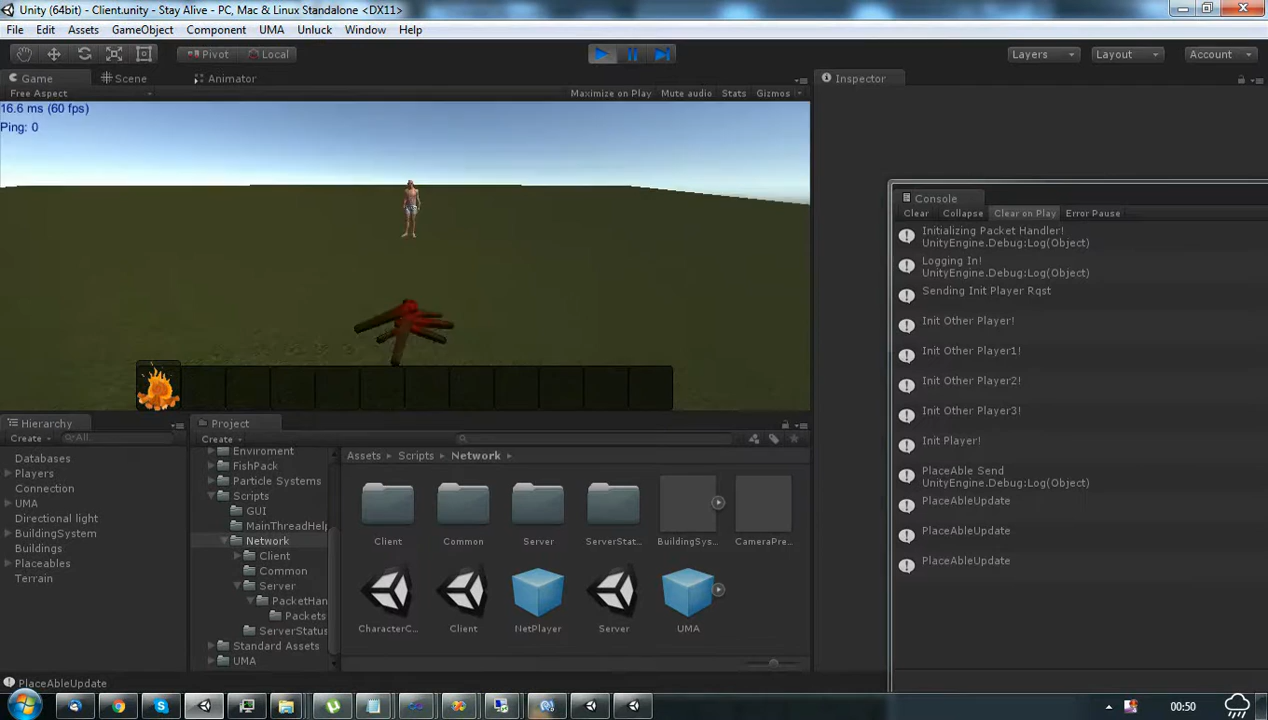 Unity (64bit) - Client.unity - Stay Alive - PC, Mac & Linux Standalone <DX11>
File Edit Assets GameObject Component UMA Unluck Window Help
Pivot Local Layers Layout Account
Game Scene Animator Inspector
Free Aspect Maximize on Play Mute audio Stats Gizmos
16.6 ms (60 fps)
Ping: 0
Console
Clear Collapse Clear on Play Error Pause
Initializing Packet Handler!
UnityEngine.Debug:Log(Object)
Logging In!
UnityEngine.Debug:Log(Object)
Sending Init Player Rqst
Init Other Player!
Init Other Player1!
Init Other Player2!
Init Other Player3!
Init Player!
PlaceAble Send
UnityEngine.Debug:Log(Object)
PlaceAbleUpdate
PlaceAbleUpdate
PlaceAbleUpdate
Hierarchy
Create All
Databases
Players
Connection
UMA
Directional light
BuildingSystem
Buildings
Placeables
Terrain
Project
Create
Enviroment
FishPack
Particle Systems
Scripts
GUI
MainThreadHelp
Network
Client
Common
Server
PacketHan
Packets
ServerStatus
Standard Assets
UMA
Assets Scripts Network
Client Common Server ServerStat... BuildingSys... CameraPre...
CharacterC... Client NetPlayer Server UMA
PlaceAbleUpdate
00:50